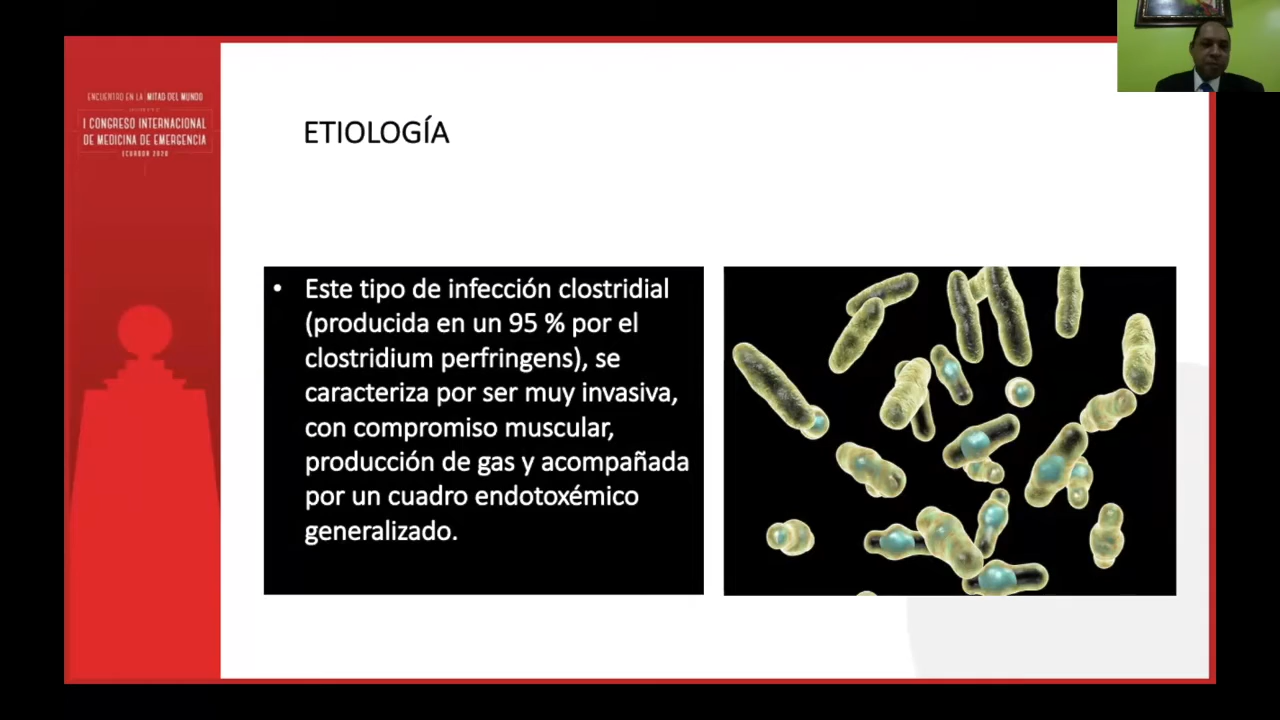 ENCUENTRO EN LA MITAD DEL MUNDO
I CONGRESO INTERNACIONAL
DE MEDICINA DE EMERGENCIA
ECUADOR 2020
ETIOLOGÍA
• Este tipo de infección clostridial
(producida en un 95 % por el
clostridium perfringens), se
caracteriza por ser muy invasiva,
con compromiso muscular,
producción de gas y acompañada
por un cuadro endotoxémico
generalizado.